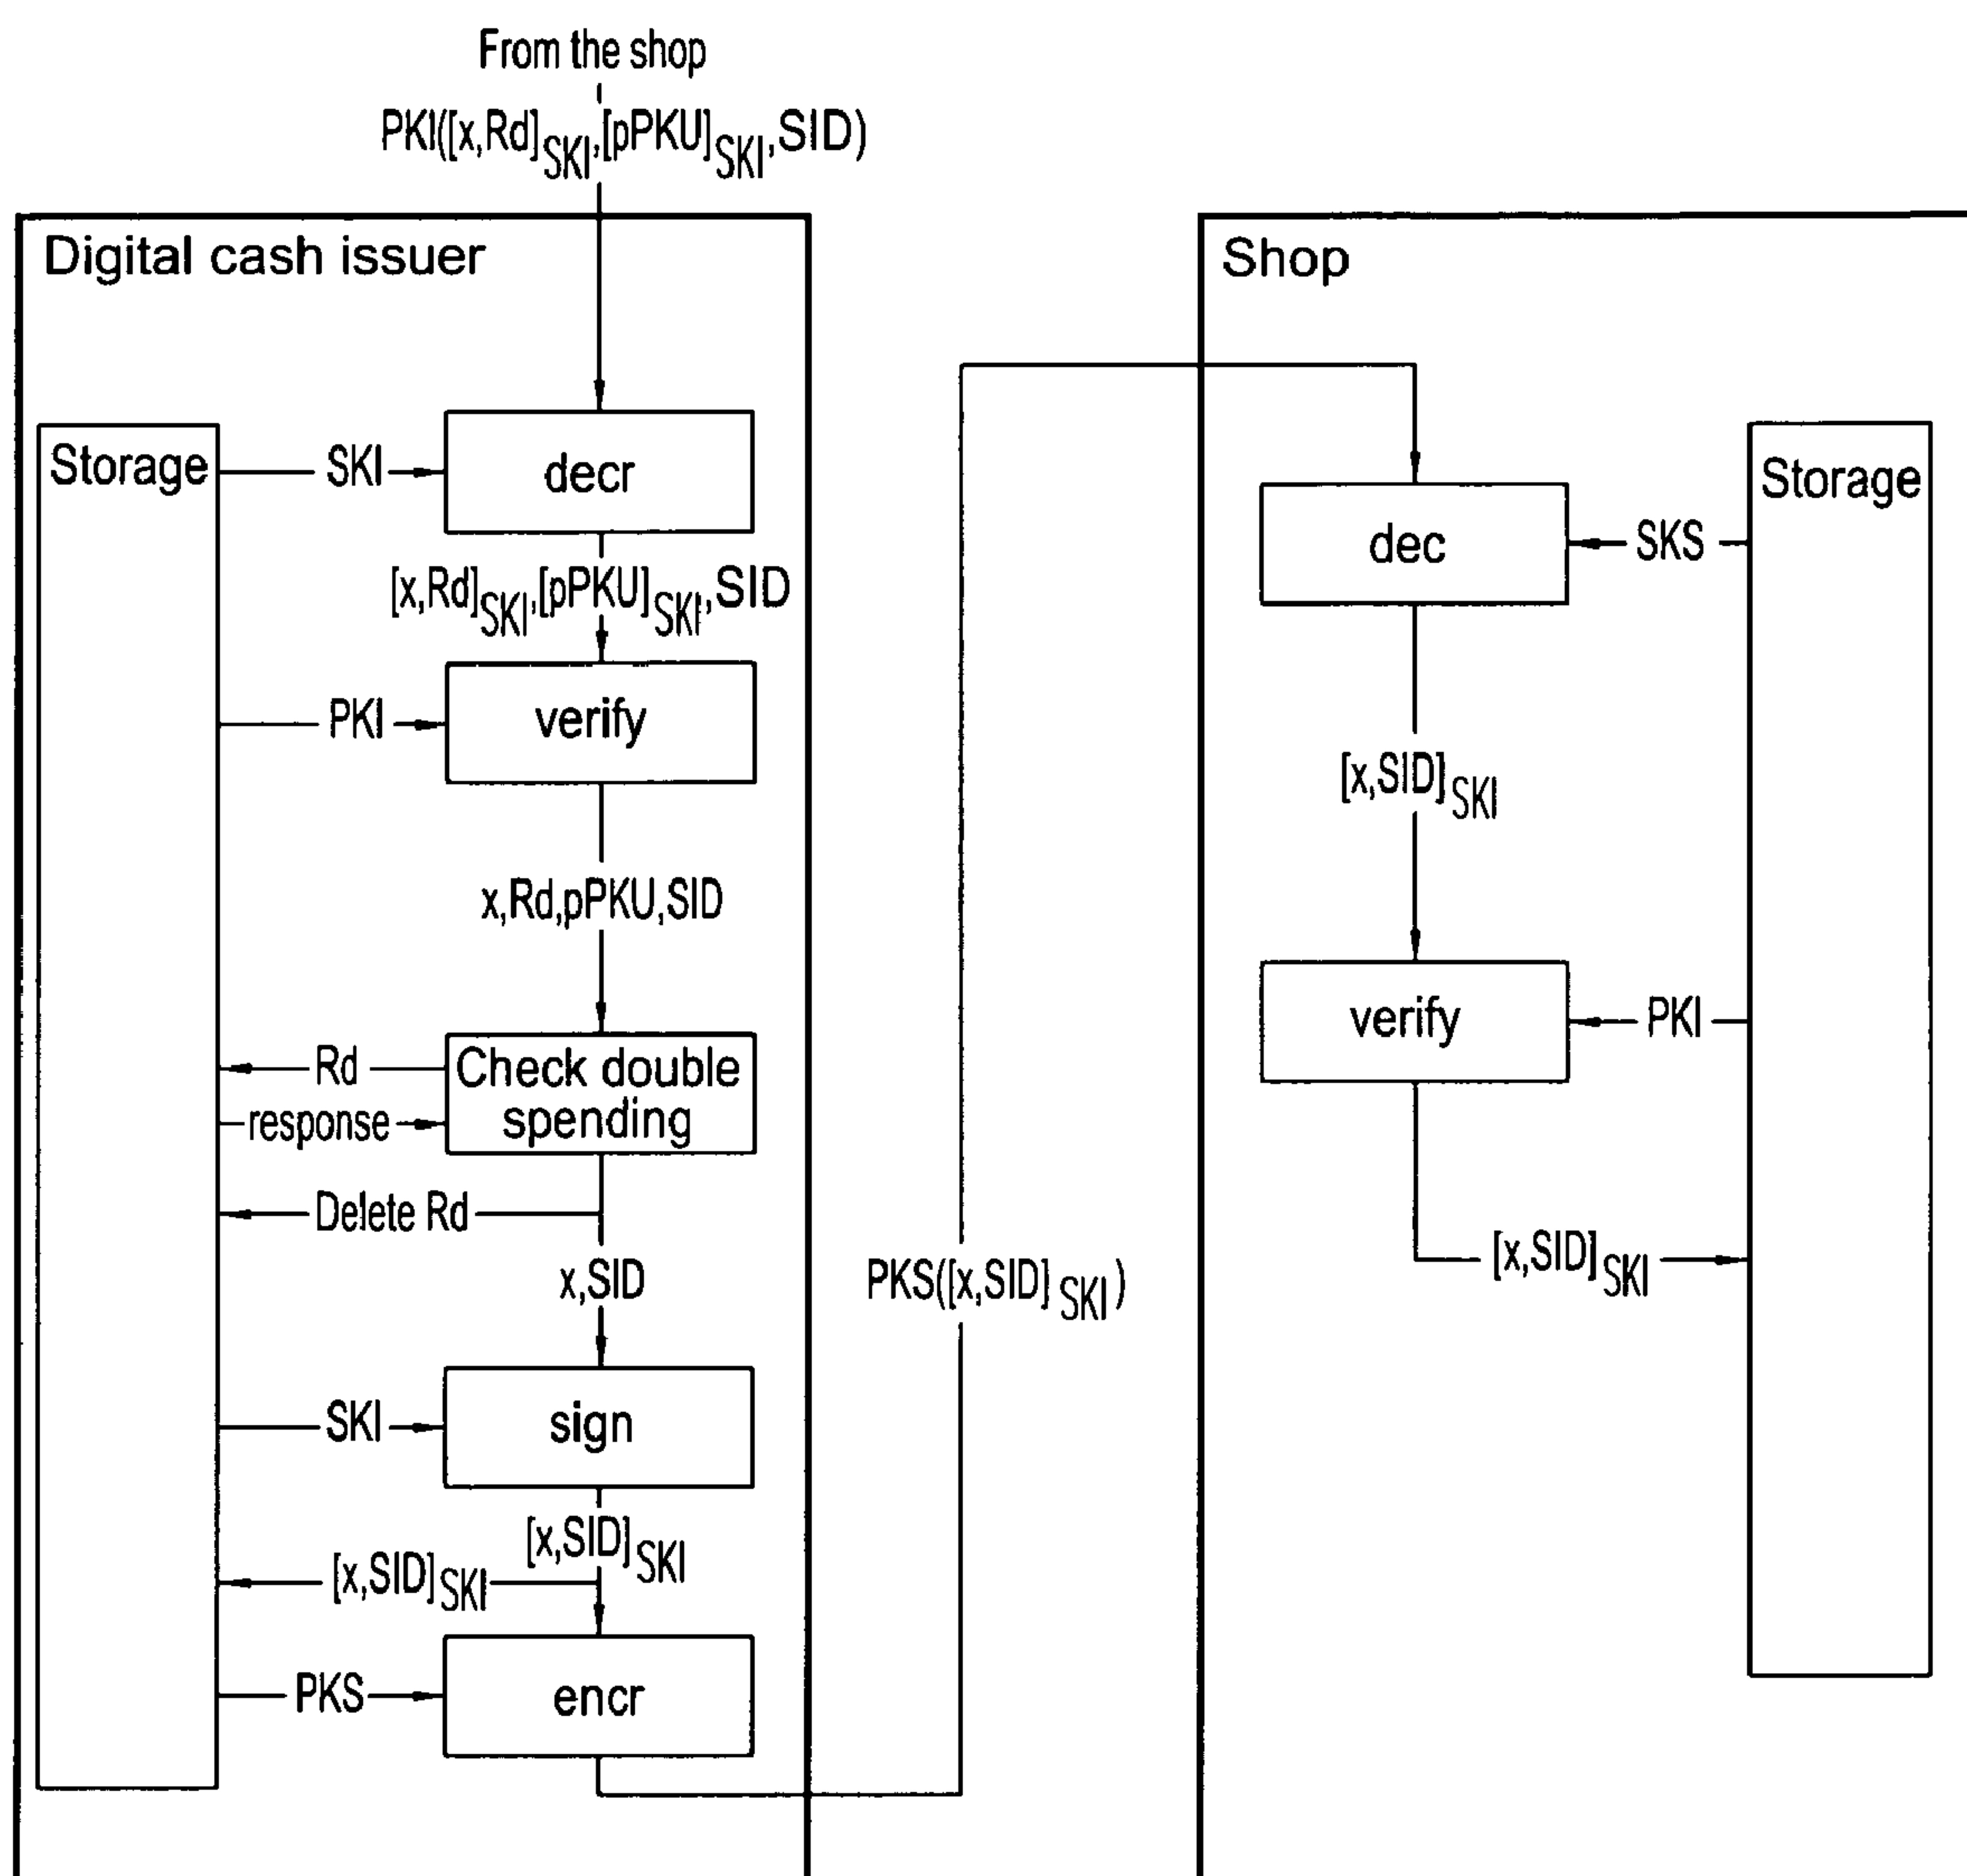 From the shop
PKI([x,Rd]SKI,[pPKU]SKI,SID)
Digital cash issuer
Storage
SKI
decr
[x,Rd]SKI,[pPKU]SKI,SID
PKI
verify
x,Rd,pPKU,SID
Rd
response
Check double
spending
Delete Rd
x,SID
SKI
sign
[x,SID]SKI
[x,SID]SKI
PKS
encr
PKS([x,SID]SKI)
Shop
dec
SKS
Storage
[x,SID]SKI
verify
PKI
[x,SID]SKI